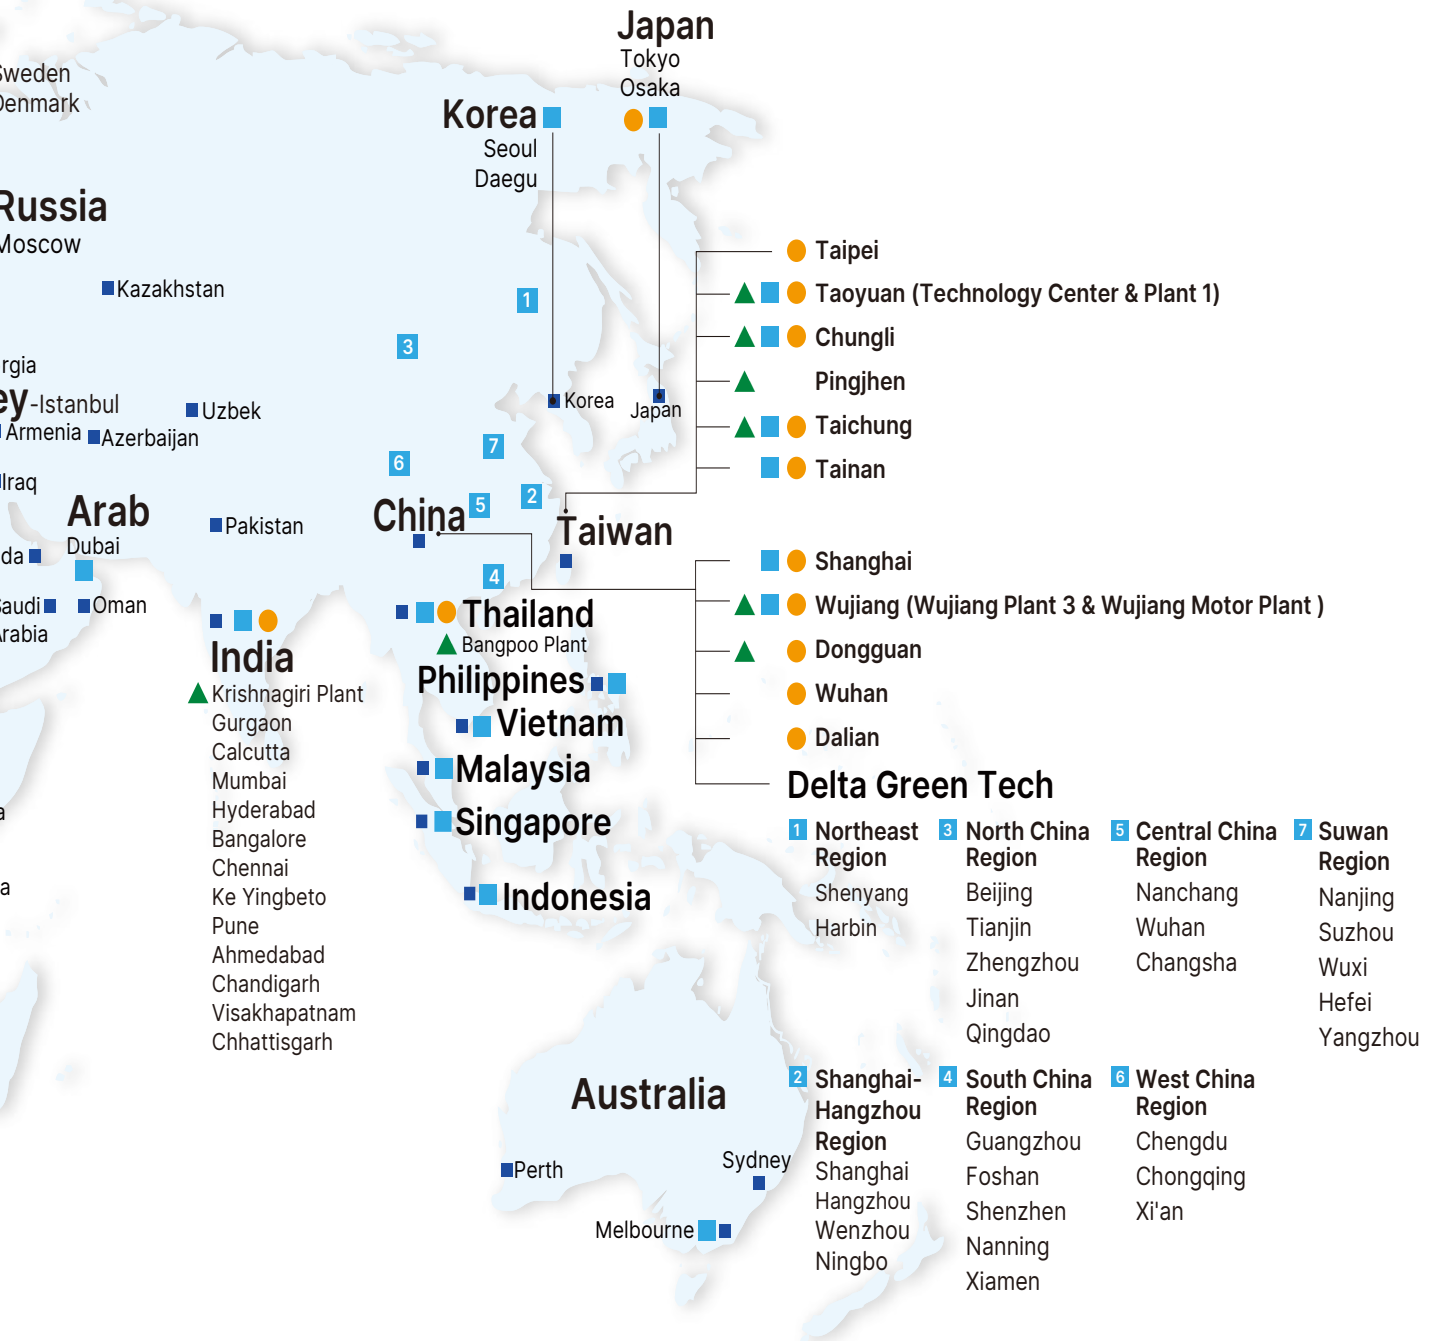 Japan
Tokyo
Osaka
Korea
Seoul
Daegu
Sweden
Denmark
Russia
Moscow
Kazakhstan
rgia
ey-Istanbul
Armenia
Azerbaijan
Uzbek
Iraq
Arab
Dubai
da
Saudi
Arabia
Oman
Pakistan
Korea
Japan
1
3
7
6
5
2
4
China
Taiwan
Taipei
Taoyuan (Technology Center & Plant 1)
Chungli
Pingjhen
Taichung
Tainan
Shanghai
Wujiang (Wujiang Plant 3 & Wujiang Motor Plant )
Dongguan
Wuhan
Dalian
Thailand
Bangpoo Plant
India
Krishnagiri Plant
Gurgaon
Calcutta
Mumbai
Hyderabad
Bangalore
Chennai
Ke Yingbeto
Pune
Ahmedabad
Chandigarh
Visakhapatnam
Chhattisgarh
Philippines
Vietnam
Malaysia
Singapore
Indonesia
a
a
Australia
Perth
Sydney
Melbourne
Delta Green Tech
1 Northeast
Region
Shenyang
Harbin
3 North China
Region
Beijing
Tianjin
Zhengzhou
Jinan
Qingdao
5 Central China
Region
Nanchang
Wuhan
Changsha
7 Suwan
Region
Nanjing
Suzhou
Wuxi
Hefei
Yangzhou
2 Shanghai-
Hangzhou
Region
Shanghai
Hangzhou
Wenzhou
Ningbo
4 South China
Region
Guangzhou
Foshan
Shenzhen
Nanning
Xiamen
6 West China
Region
Chengdu
Chongqing
Xi'an